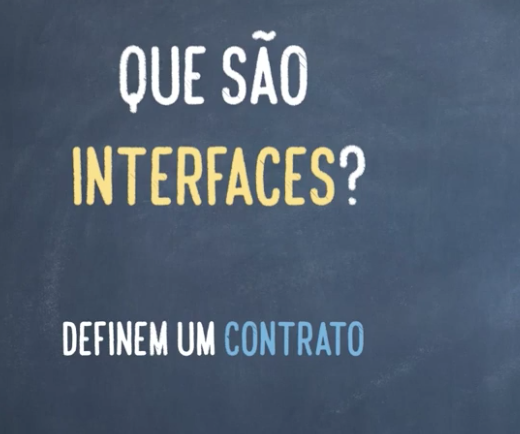 QUE SÃO
INTERFACES?
DEFINEM UM CONTRATO